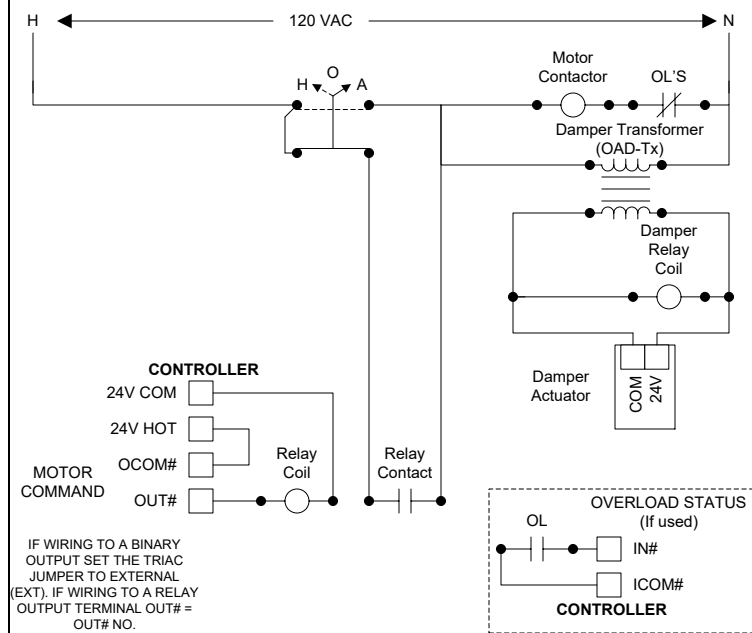 H
120 VAC
N
H
O
A
Motor
Contactor
OL'S
Damper Transformer
(OAD-Tx)
Damper
Relay
Coil
Damper
Actuator
COM
24V
CONTROLLER
24V COM
24V HOT
OCOM#
OUT#
MOTOR
COMMAND
Relay
Coil
Relay
Contact
IF WIRING TO A BINARY
OUTPUT SET THE TRIAC
JUMPER TO EXTERNAL
(EXT). IF WIRING TO A RELAY
OUTPUT TERMINAL OUT# =
OUT# NO.
OVERLOAD STATUS
(If used)
OL
IN#
ICOM#
CONTROLLER